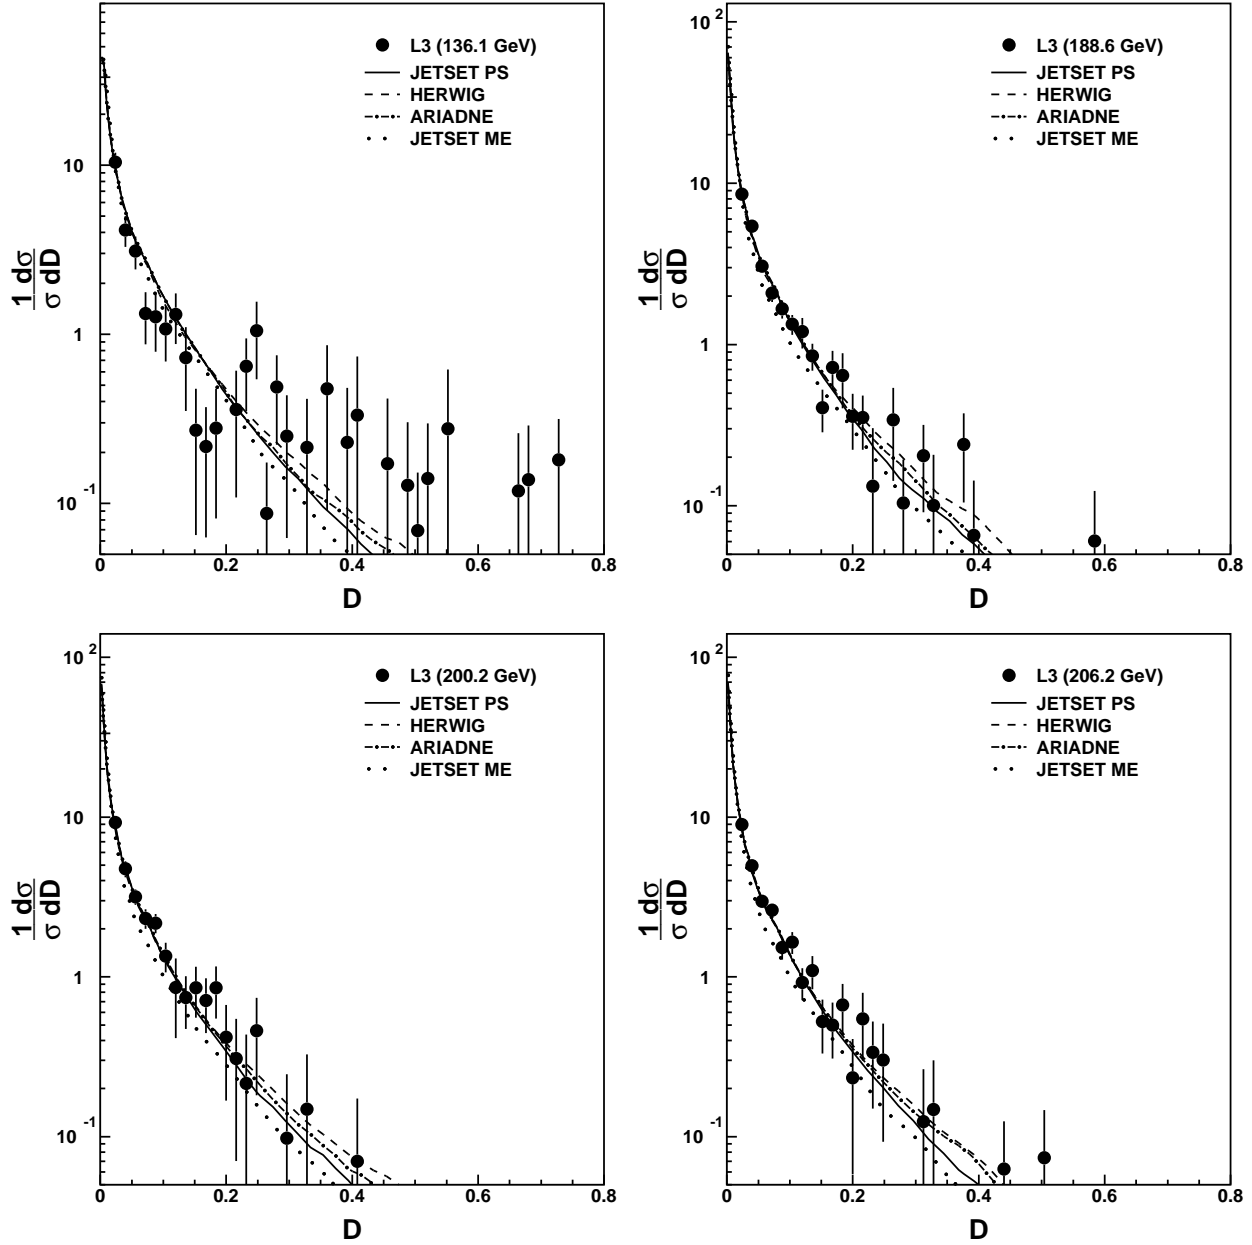 L3 (136.1 GeV)
JETSET PS
HERWIG
ARIADNE
JETSET ME
10
1
10 -1
1 dσ
σ dD
0 0.2 0.4 0.6 0.8
D
10 2
L3 (188.6 GeV)
JETSET PS
HERWIG
ARIADNE
JETSET ME
10
1
10 -1
1 dσ
σ dD
0 0.2 0.4 0.6 0.8
D
10 2
L3 (200.2 GeV)
JETSET PS
HERWIG
ARIADNE
JETSET ME
10
1
10 -1
1 dσ
σ dD
0 0.2 0.4 0.6 0.8
D
10 2
L3 (206.2 GeV)
JETSET PS
HERWIG
ARIADNE
JETSET ME
10
1
10 -1
1 dσ
σ dD
0 0.2 0.4 0.6 0.8
D